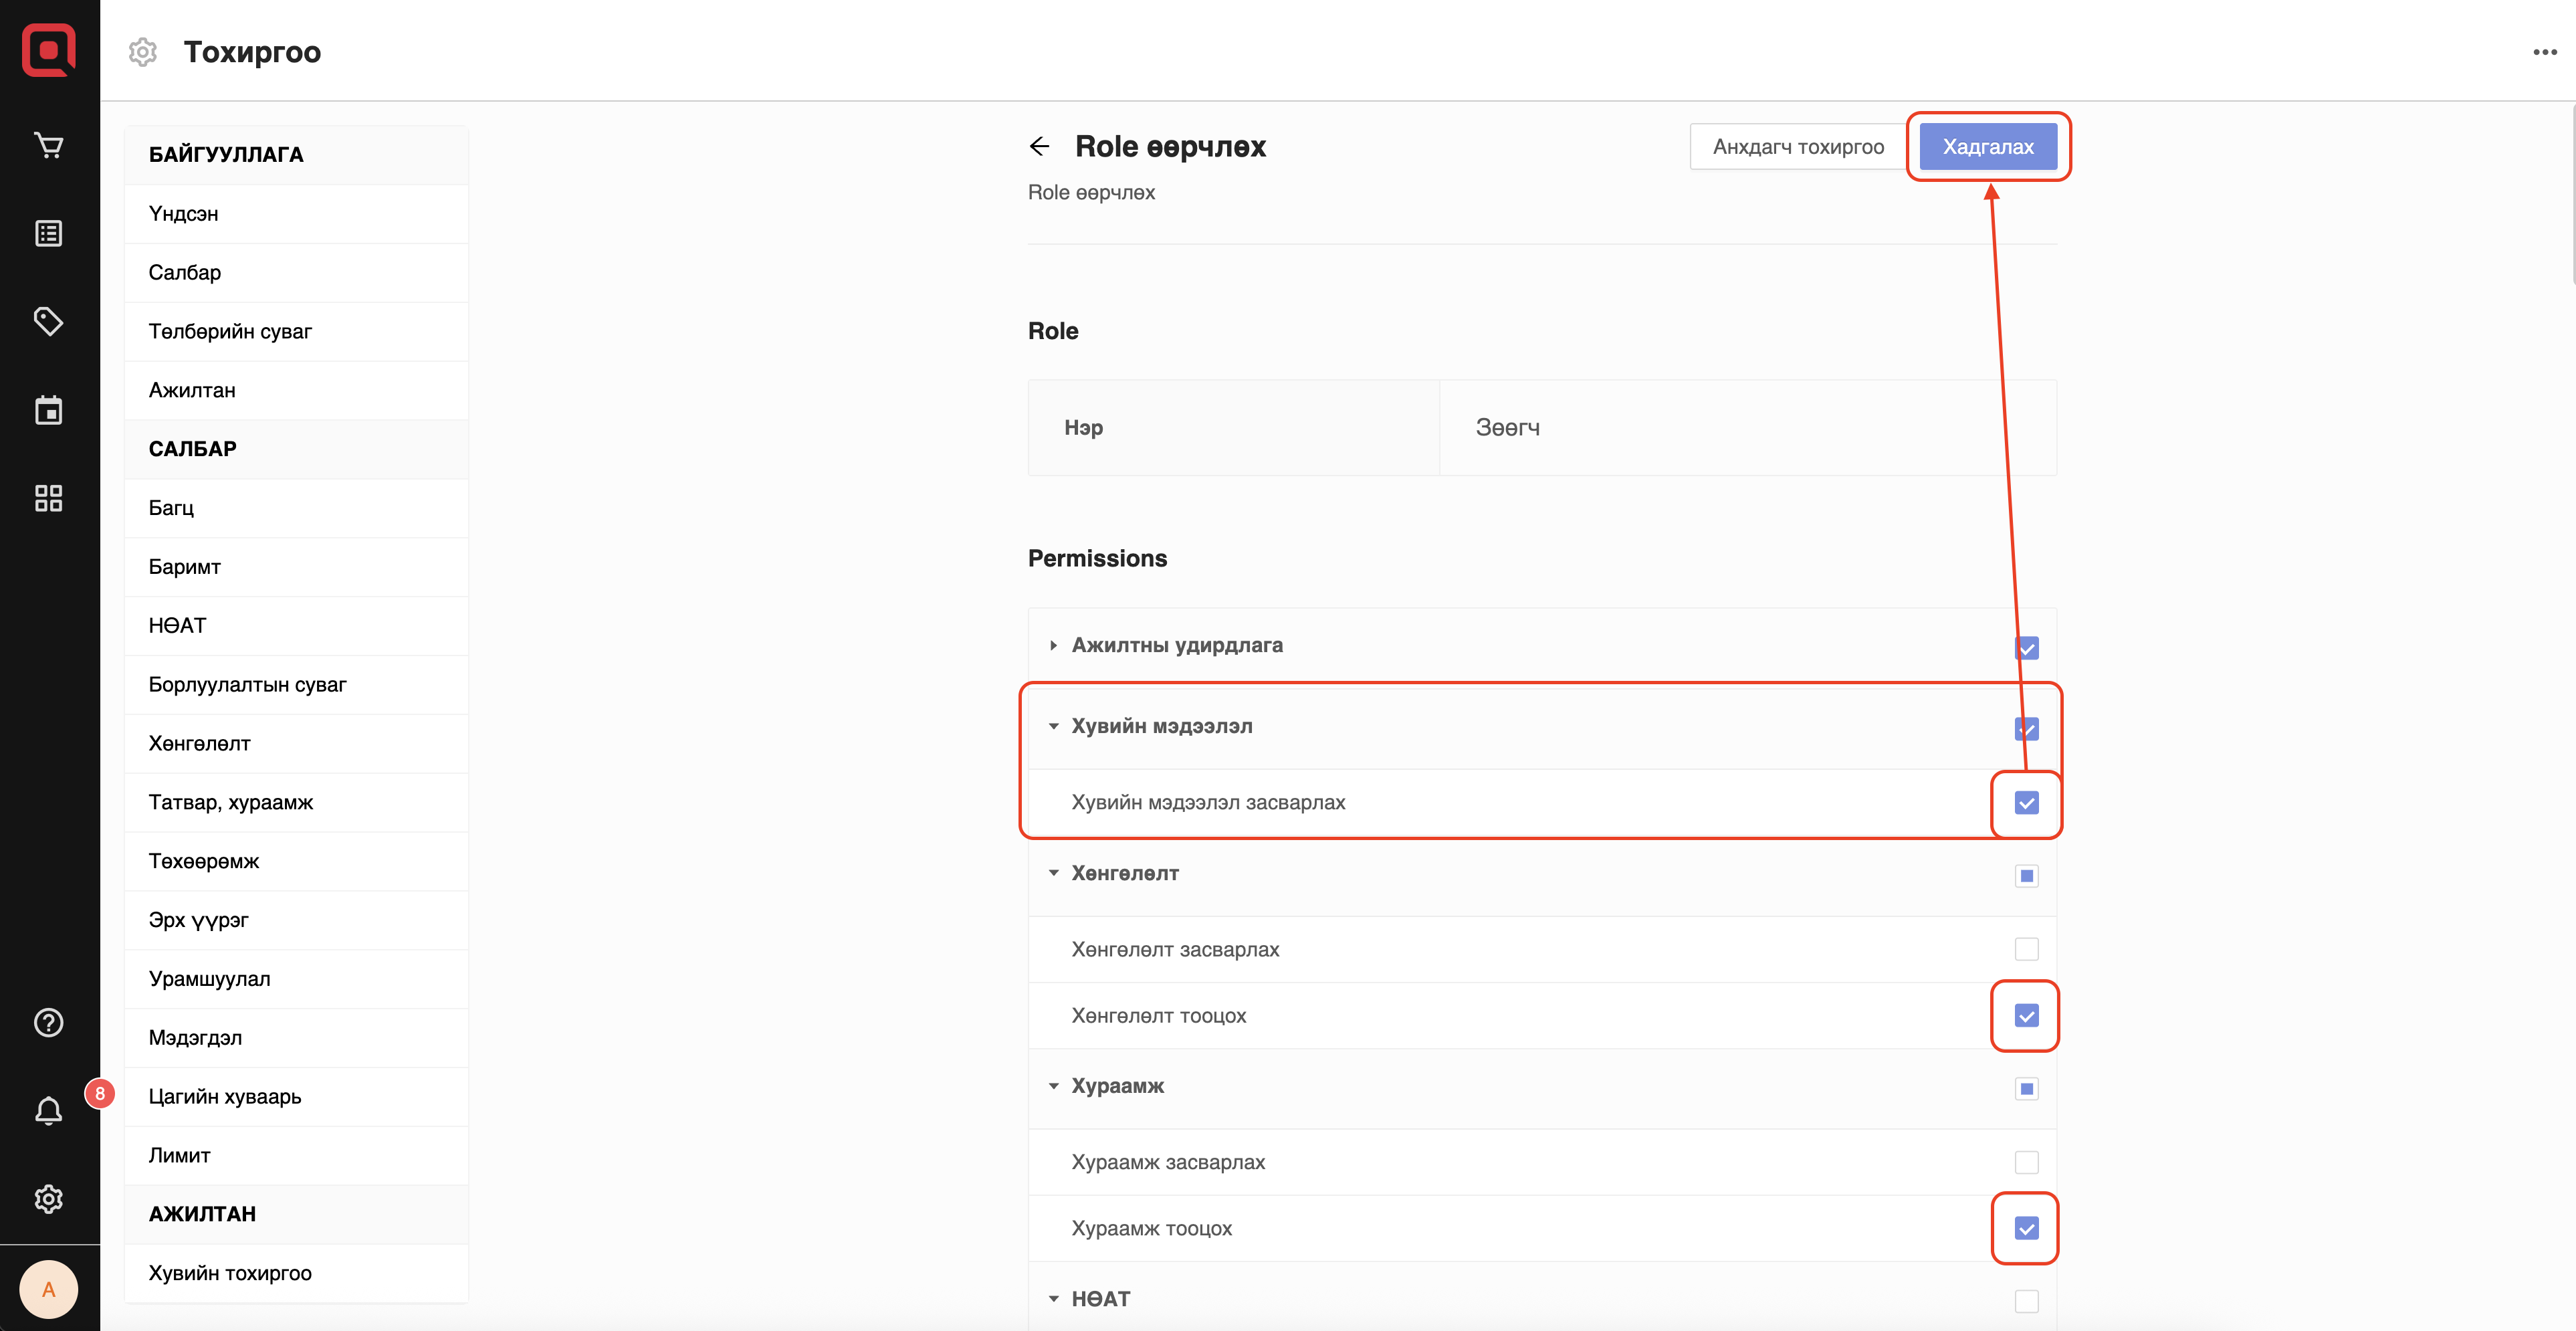 Тохиргоо
БАЙГУУЛЛАГА
Үндсэн
Салбар
Төлбөрийн суваг
Ажилтан
САЛБАР
Багц
Баримт
НӨАТ
Борлуулалтын суваг
Хөнгөлөлт
Татвар, хураамж
Төхөөрөмж
Эрх үүрэг
Урамшуулал
Мэдэгдэл
Цагийн хуваарь
Лимит
АЖИЛТАН
Хувийн тохиргоо
8
A
Role өөрчлөх
Анхдагч тохиргоо
Хадгалах
Role өөрчлөх
Role
Нэр
Зөөгч
Permissions
Ажилтны удирдлага
Хувийн мэдээлэл
Хувийн мэдээлэл засварлах
Хөнгөлөлт
Хөнгөлөлт засварлах
Хөнгөлөлт тооцох
Хураамж
Хураамж засварлах
Хураамж тооцох
НӨАТ